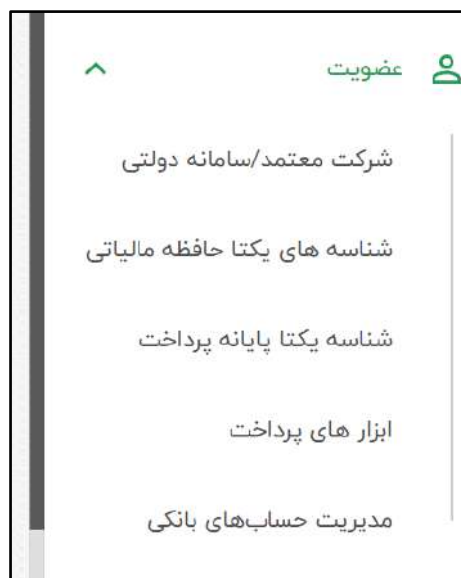 عضویت
شرکت معتمد/سامانه دولتی
شناسه های یکتا حافظه مالیاتی
شناسه یکتا پایانه پرداخت
ابزار های پرداخت
مدیریت حساب‌های بانکی